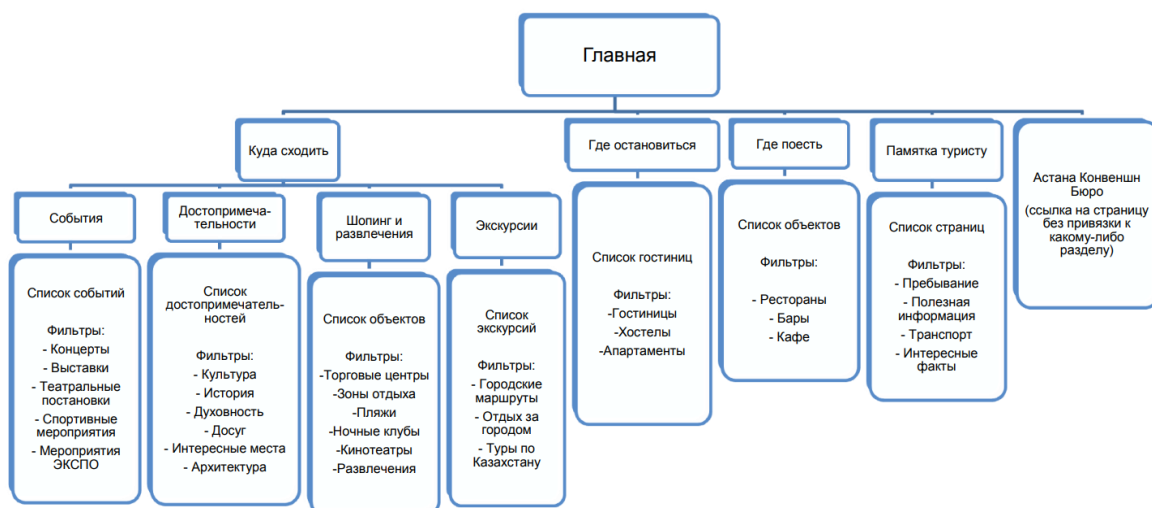 Главная
Куда сходить
Где остановиться
Где поесть
Памятка туристу
Астана Конвеншн
Бюро
(ссылка на страницу
без привязки к
какому-либо
разделу)
События
Достопримеча-
тельности
Шопинг и
развлечения
Экскурсии
Список событий
Фильтры:
- Концерты
- Выставки
- Театральные
постановки
- Спортивные
мероприятия
- Мероприятия
ЭКСПО
Список
достопримечатель-
ностей
Фильтры:
- Культура
- История
- Духовность
- Досуг
- Интересные места
- Архитектура
Список объектов
Фильтры:
-Торговые центры
-Зоны отдыха
-Пляжи
-Ночные клубы
-Кинотеатры
-Развлечения
Список
экскурсий
Фильтры:
- Городские
маршруты
- Отдых за
городом
- Туры по
Казахстану
Список гостиниц
Фильтры:
-Гостиницы
-Хостелы
-Апартаменты
Список объектов
Фильтры:
- Рестораны
- Бары
- Кафе
Список страниц
Фильтры:
- Пребывание
- Полезная
информация
- Транспорт
- Интересные
факты